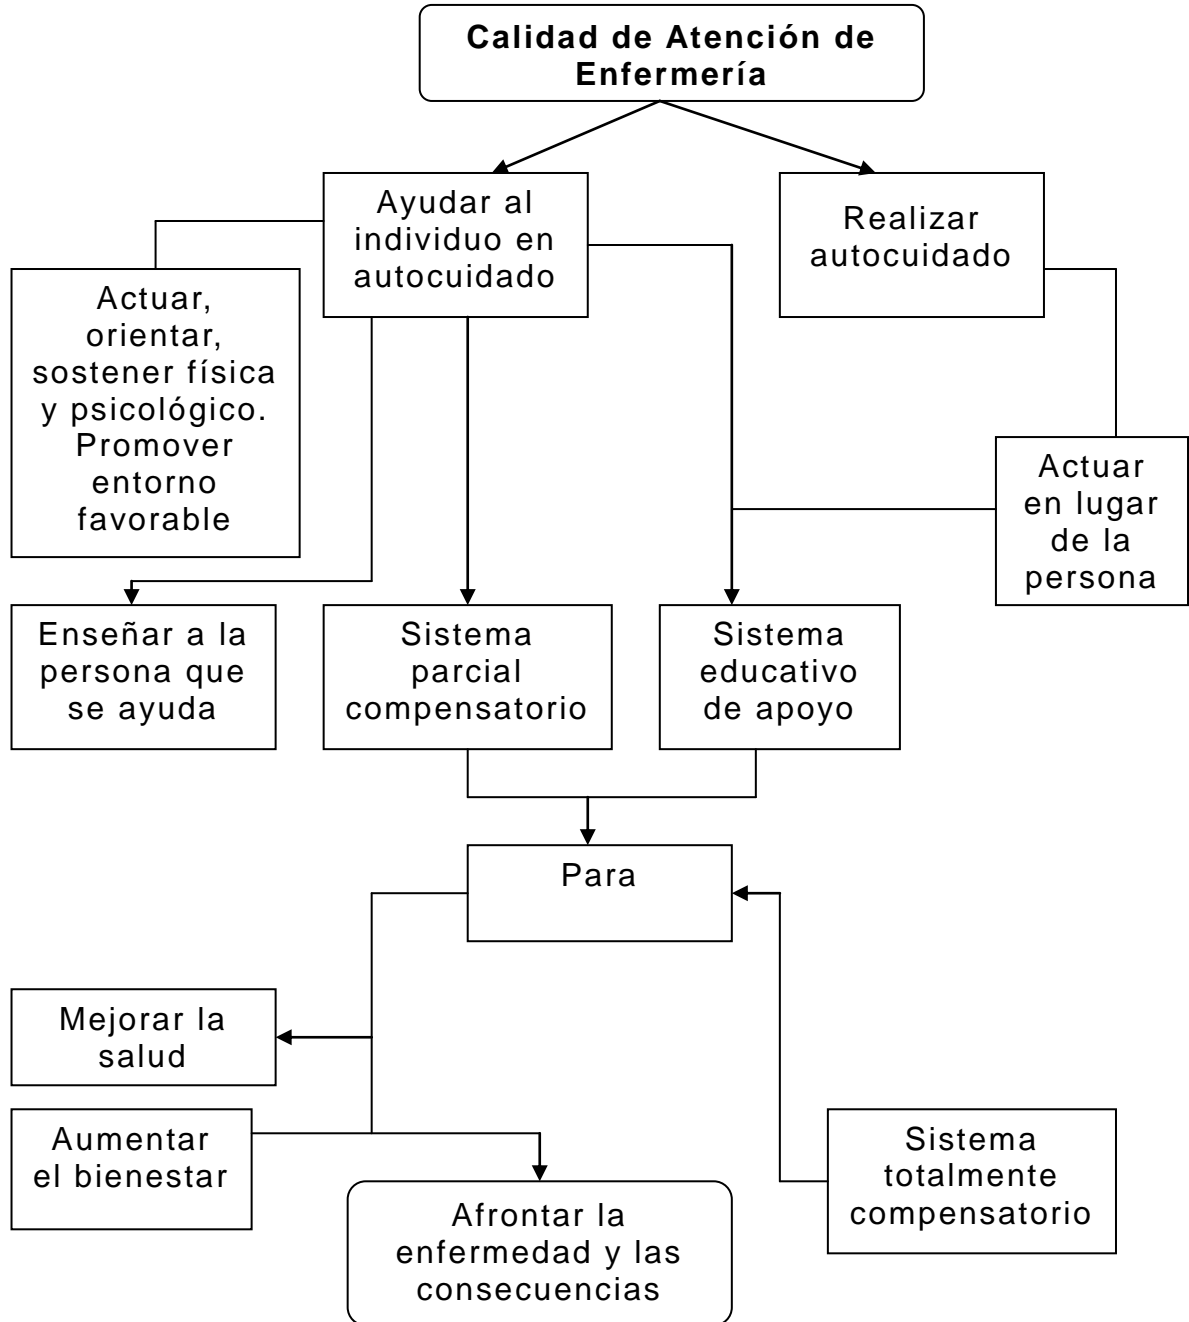 Calidad de Atención de
Enfermería
Ayudar al
individuo en
autocuidado
Realizar
autocuidado
Actuar,
orientar,
sostener física
y psicológico.
Promover
entorno
favorable
Actuar
en lugar
de la
persona
Enseñar a la
persona que
se ayuda
Sistema
parcial
compensatorio
Sistema
educativo
de apoyo
Para
Mejorar la
salud
Aumentar
el bienestar
Sistema
totalmente
compensatorio
Afrontar la
enfermedad y las
consecuencias